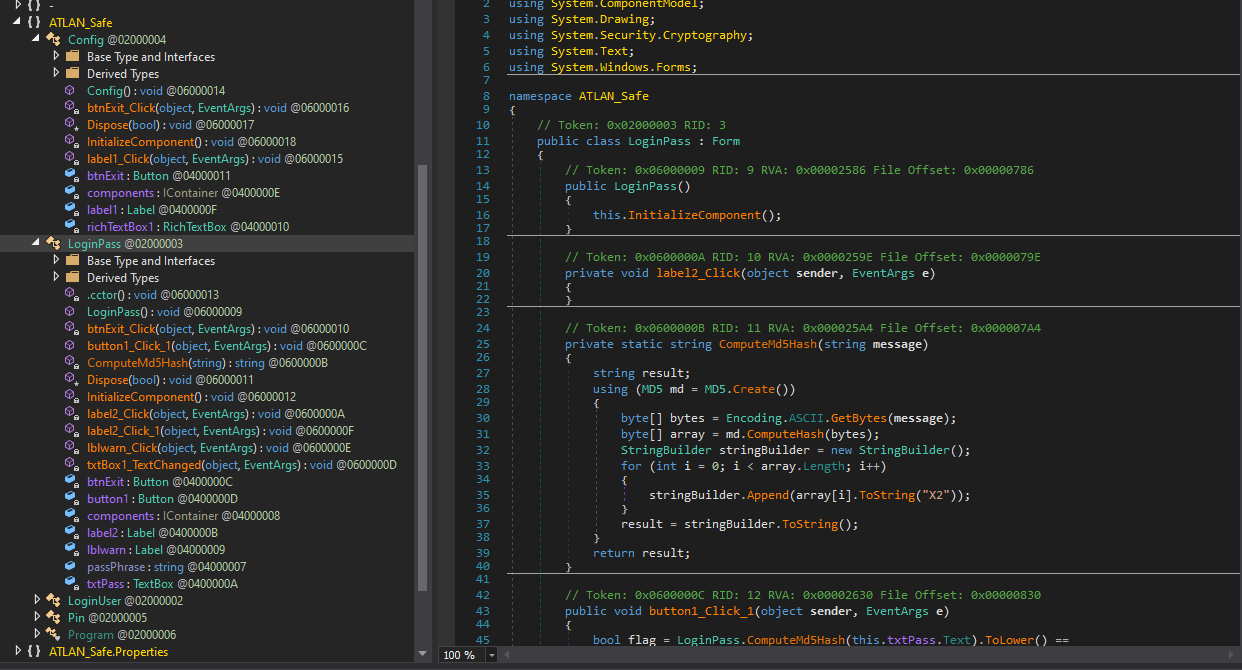 { } -
{ } ATLAN_Safe
Config @02000004
Base Type and Interfaces
Derived Types
Config() : void @06000014
btnExit_Click(object, EventArgs) : void @06000016
Dispose(bool) : void @06000017
InitializeComponent() : void @06000018
label1_Click(object, EventArgs) : void @06000015
btnExit : Button @04000011
components : IContainer @0400000E
label1 : Label @0400000F
richTextBox1 : RichTextBox @04000010
LoginPass @02000003
Base Type and Interfaces
Derived Types
.cctor() : void @06000013
LoginPass() : void @06000009
btnExit_Click(object, EventArgs) : void @06000010
button1_Click_1(object, EventArgs) : void @0600000C
ComputeMd5Hash(string) : string @0600000B
Dispose(bool) : void @06000011
InitializeComponent() : void @06000012
label2_Click(object, EventArgs) : void @0600000A
label2_Click_1(object, EventArgs) : void @0600000F
lblwarn_Click(object, EventArgs) : void @0600000E
txtBox1_TextChanged(object, EventArgs) : void @0600000D
btnExit : Button @0400000C
button1 : Button @0400000D
components : IContainer @04000008
label2 : Label @0400000B
lblwarn : Label @04000009
passPhrase : string @04000007
txtPass : TextBox @0400000A
LoginUser @02000002
Pin @02000005
Program @02000006
{ } ATLAN_Safe.Properties
2 using System.ComponentModel;
3 using System.Drawing;
4 using System.Security.Cryptography;
5 using System.Text;
6 using System.Windows.Forms;
7
8 namespace ATLAN_Safe
9 {
10 // Token: 0x02000003 RID: 3
11 public class LoginPass : Form
12 {
13 // Token: 0x06000009 RID: 9 RVA: 0x00002586 File Offset: 0x00000786
14 public LoginPass()
15 {
16 this.InitializeComponent();
17 }
18
19 // Token: 0x0600000A RID: 10 RVA: 0x0000259E File Offset: 0x0000079E
20 private void label2_Click(object sender, EventArgs e)
21 {
22 }
23
24 // Token: 0x0600000B RID: 11 RVA: 0x000025A4 File Offset: 0x000007A4
25 private static string ComputeMd5Hash(string message)
26 {
27 string result;
28 using (MD5 md = MD5.Create())
29 {
30 byte[] bytes = Encoding.ASCII.GetBytes(message);
31 byte[] array = md.ComputeHash(bytes);
32 StringBuilder stringBuilder = new StringBuilder();
33 for (int i = 0; i < array.Length; i++)
34 {
35 stringBuilder.Append(array[i].ToString("X2"));
36 }
37 result = stringBuilder.ToString();
38 }
39 return result;
40 }
41
42 // Token: 0x0600000C RID: 12 RVA: 0x00002630 File Offset: 0x00000830
43 public void button1_Click_1(object sender, EventArgs e)
44 {
45 bool flag = LoginPass.ComputeMd5Hash(this.txtPass.Text).ToLower() ==
100 %